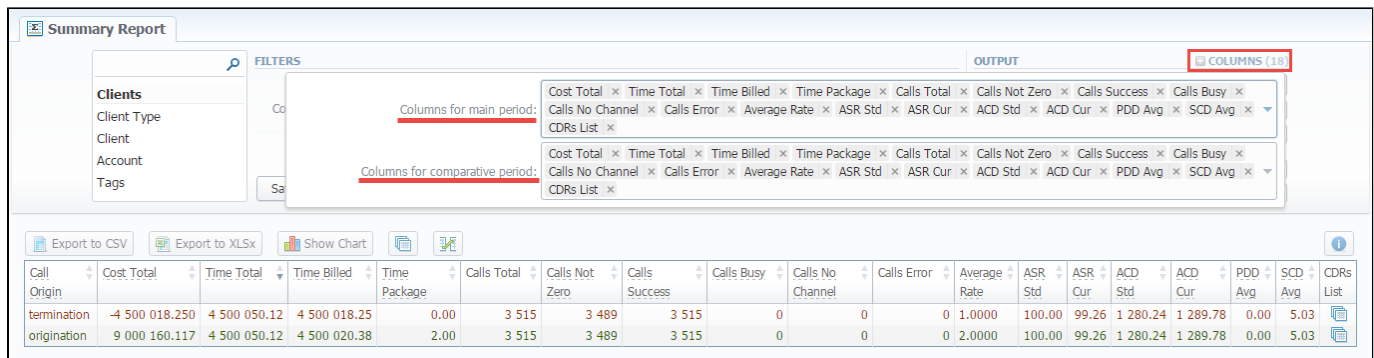 Summary Report
FILTERS
OUTPUT
COLUMNS (18)
Clients
Client Type
Client
Account
Tags
Co
Sa
Columns for main period:
Cost Total × Time Total × Time Billed × Time Package × Calls Total × Calls Not Zero × Calls Success × Calls Busy ×
Calls No Channel × Calls Error × Average Rate × ASR Std × ASR Cur × ACD Std × ACD Cur × PDD Avg × SCD Avg ×
CDRs List ×
Columns for comparative period:
Cost Total × Time Total × Time Billed × Time Package × Calls Total × Calls Not Zero × Calls Success × Calls Busy ×
Calls No Channel × Calls Error × Average Rate × ASR Std × ASR Cur × ACD Std × ACD Cur × PDD Avg × SCD Avg ×
CDRs List ×
Export to CSV Export to XLSx Show Chart
Call Origin Cost Total Time Total Time Billed Time Package Calls Total Calls Not Zero Calls Success Calls Busy Calls No Channel Calls Error Average Rate ASR Std ASR Cur ACD Std ACD Cur PDD Avg SCD Avg CDRs List
termination -4 500 018.250 4 500 050.12 4 500 018.25 0.00 3 515 3 489 3 515 0 0 0 1.0000 100.00 99.26 1 280.24 1 289.78 0.00 5.03
origination 9 000 160.117 4 500 050.12 4 500 020.38 2.00 3 515 3 489 3 515 0 0 0 2.0000 100.00 99.26 1 280.24 1 289.78 0.00 5.03